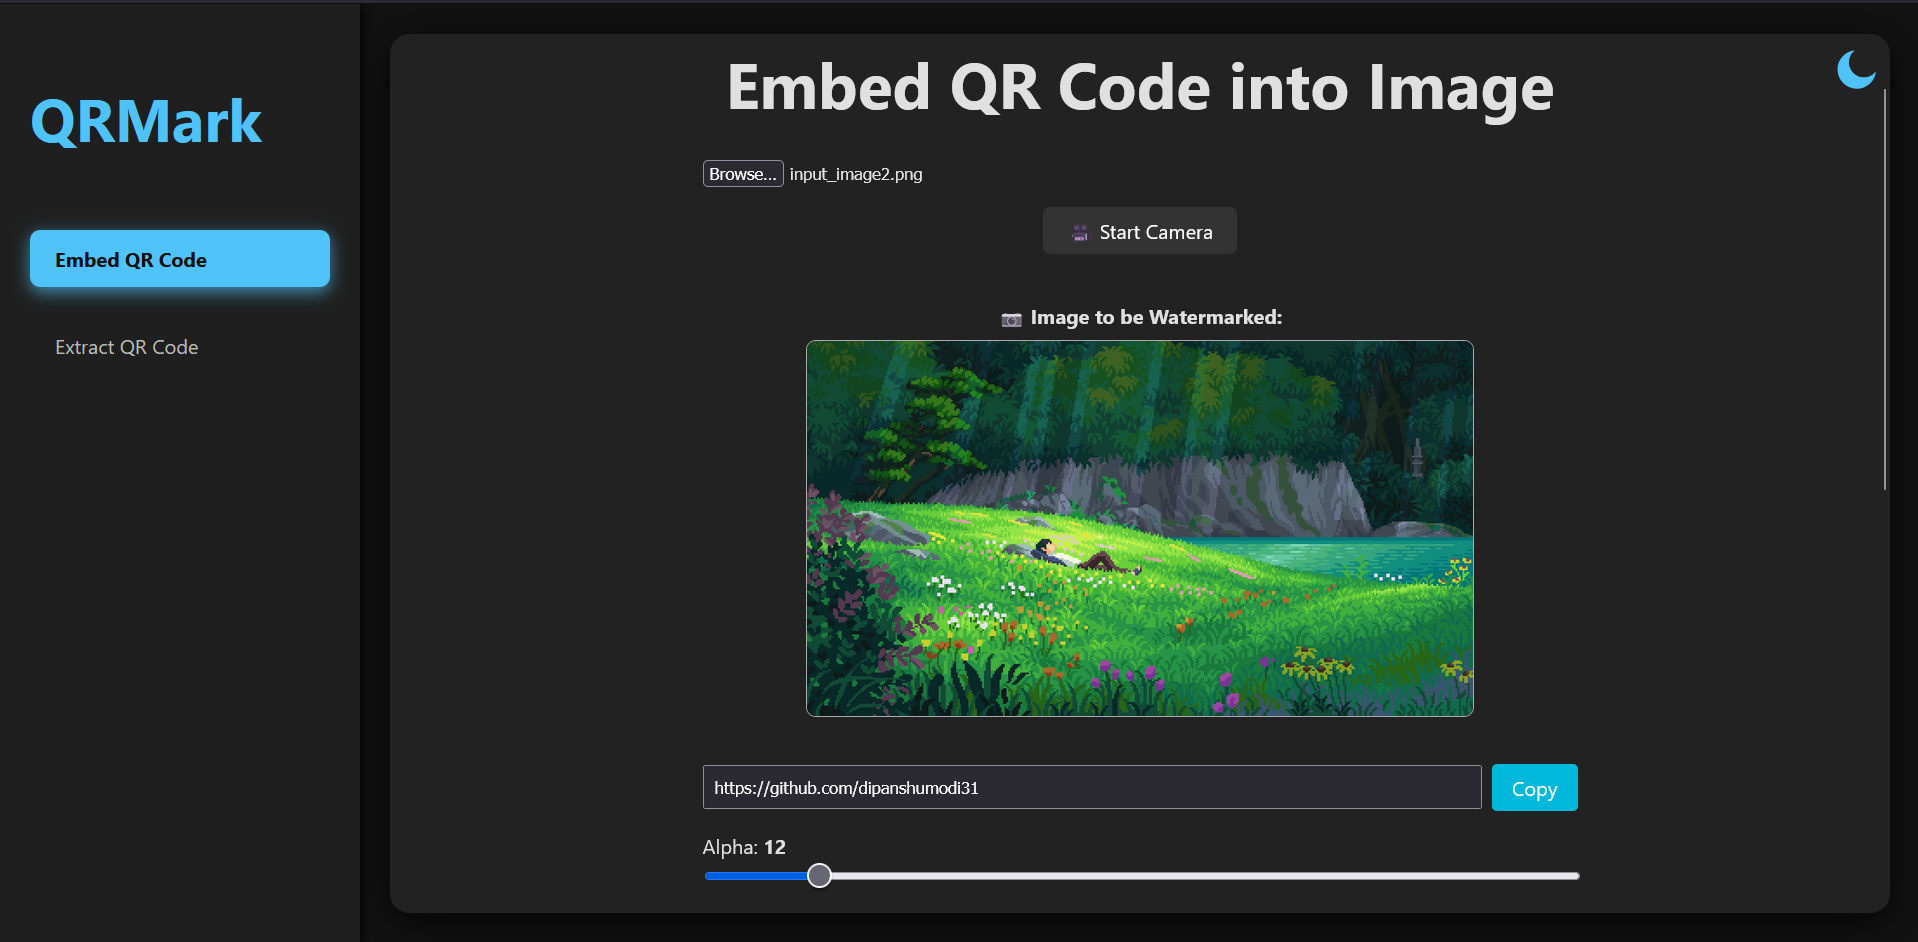 QRMark
Embed QR Code
Extract QR Code
Embed QR Code into Image
Browse... input_image2.png
Start Camera
Image to be Watermarked:
https://github.com/dipanshumodi31
Copy
Alpha: 12